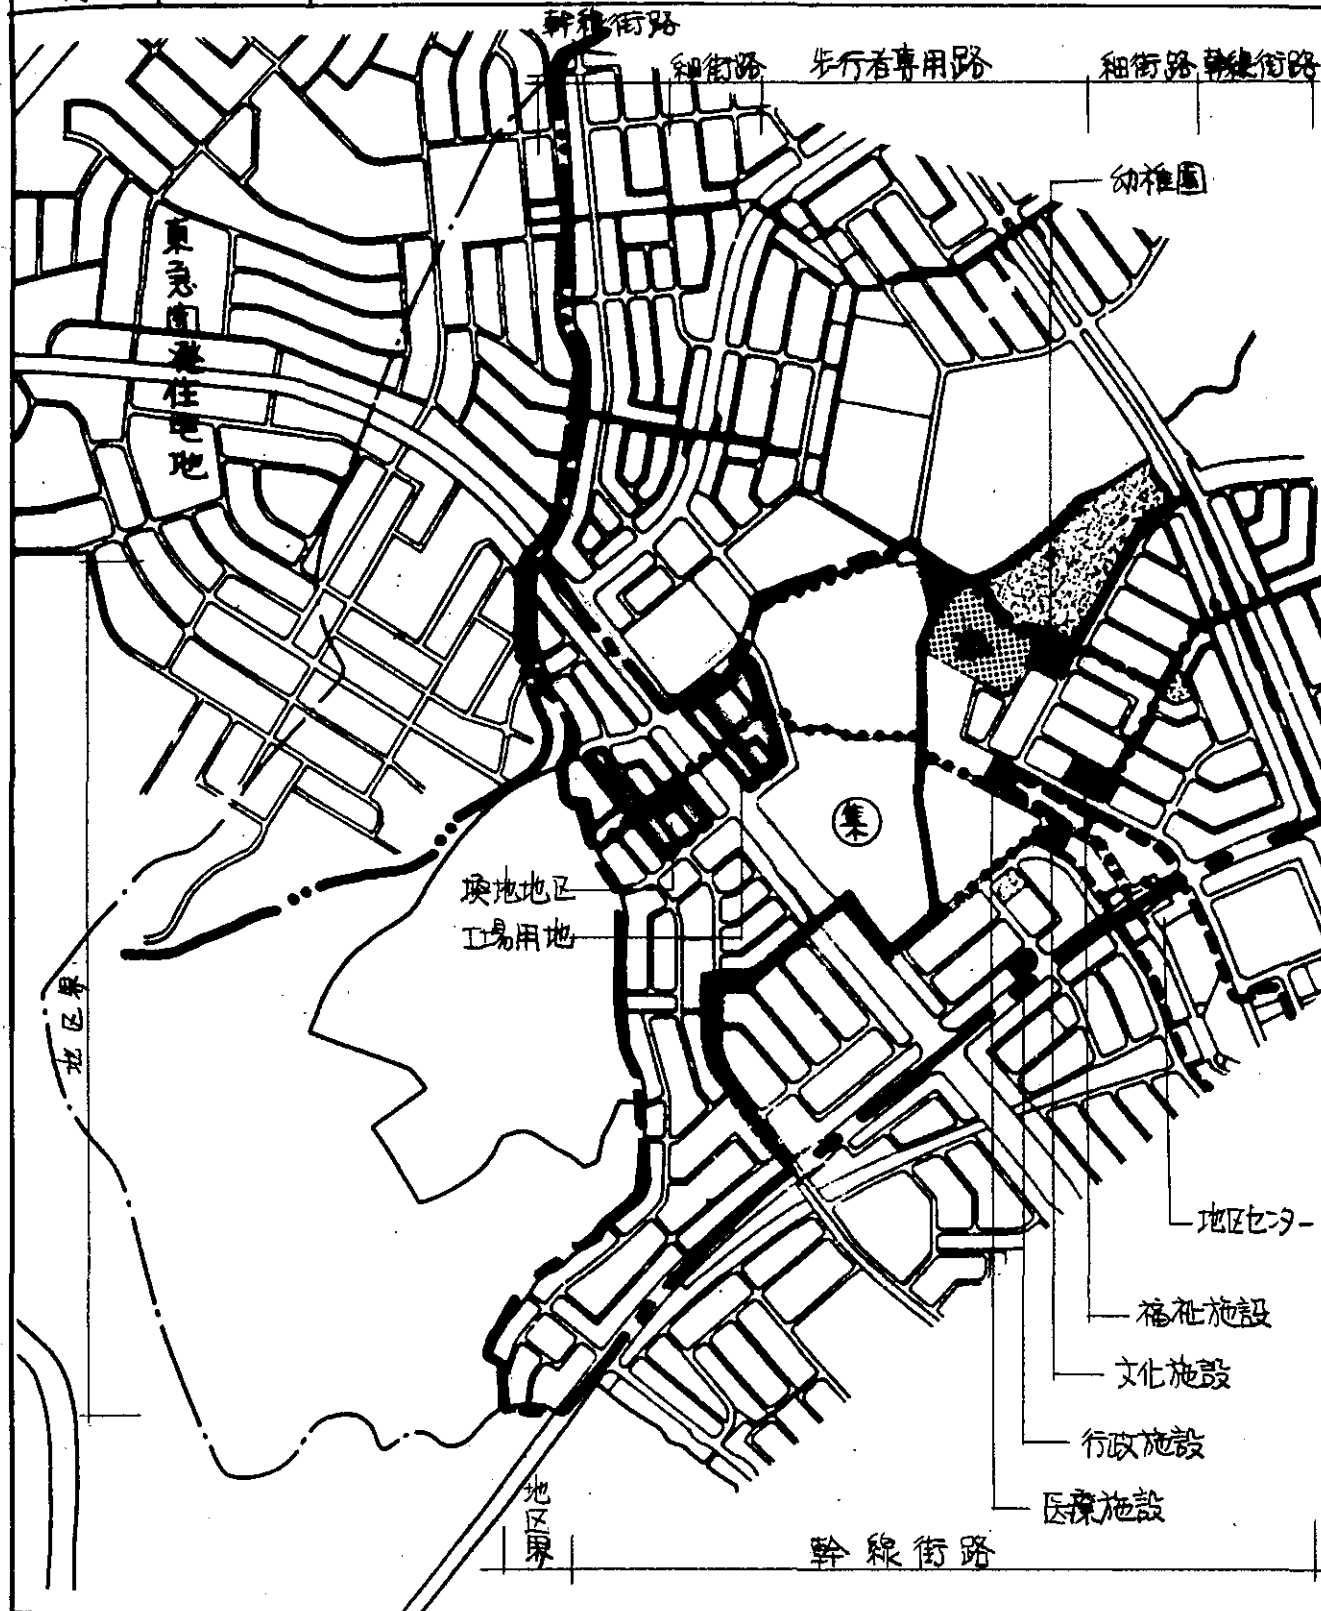 幹線街路
細街路
歩行者専用路
細街路
幹線街路
幼稚園
東急開発住宅地
集
換地地区
工場用地
地区界
地区センター
福祉施設
文化施設
行政施設
医療施設
地区界
幹線街路